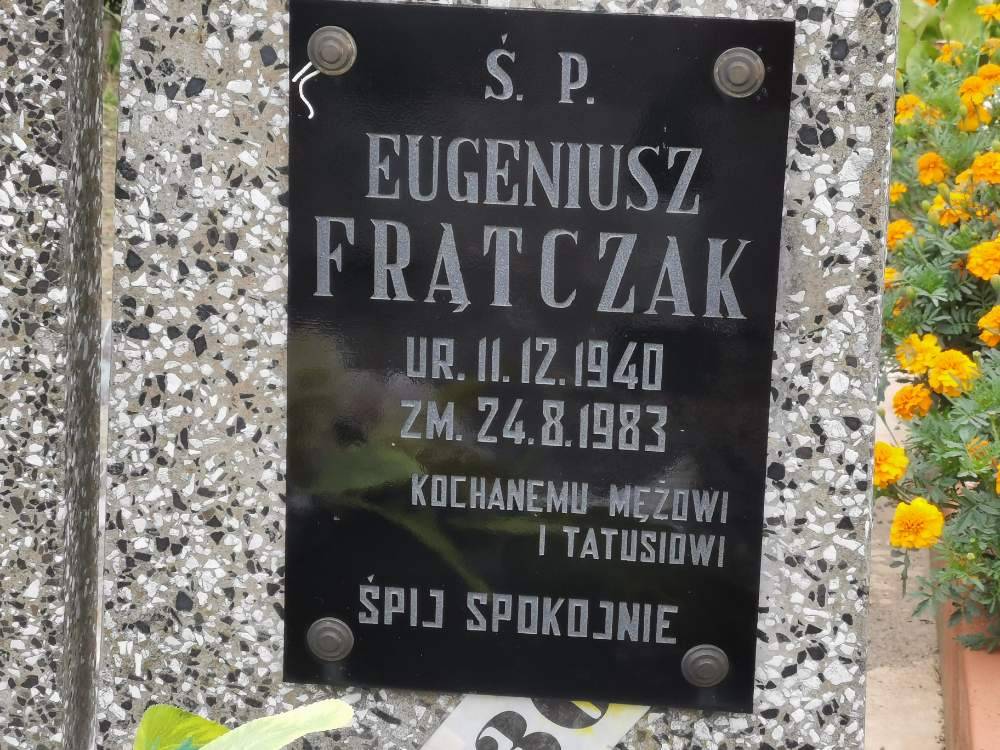 Ś. P.
EUGENIUSZ
FRĄTCZAK
UR. 11.12.1940
ZM. 24.8.1983
KOCHANEMU MĘŻOWI
I TATUSIOWI
ŚPIJ SPOKOJNIE